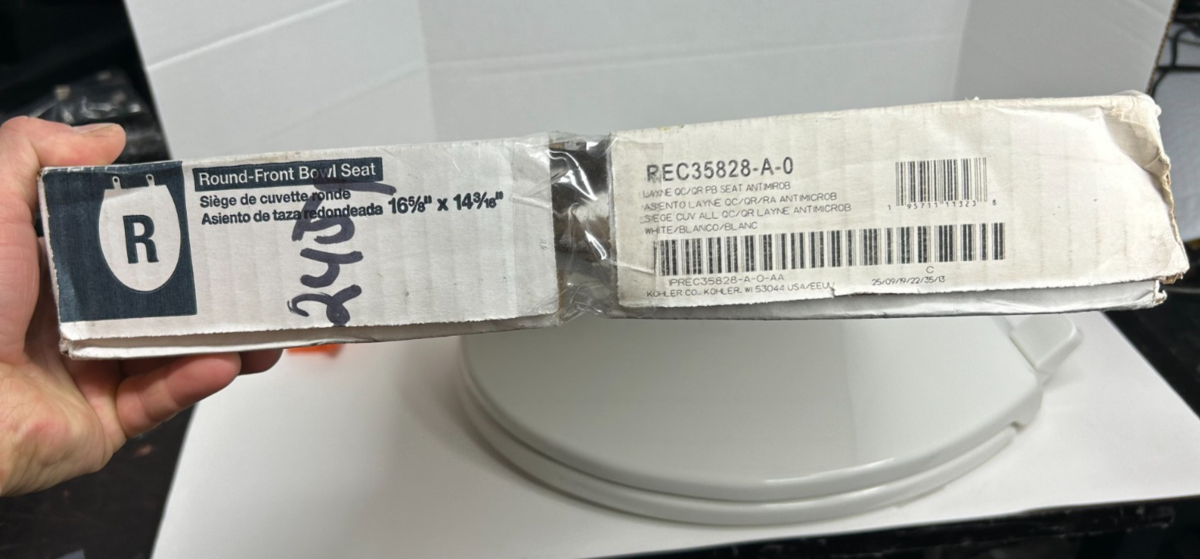 R
Round-Front Bowl Seat
Siège de cuvette ronde
Asiento de taza redondeada 16⅝" x 14³⁄₁₆"
REC35828-A-0
LAYNE QC/QR PB SEAT ANTIMROB
ASIENTO LAYNE QC/QR/RA ANTIMICROB
SIEGE CUV ALL QC/QR LAYNE ANTIMICROB
WHITE/BLANCO/BLANC
IPREC35828-A-0-AA
C
KOHLER CO., KOHLER, WI 53044 USA/EEUU
25/09/19/22/35/13